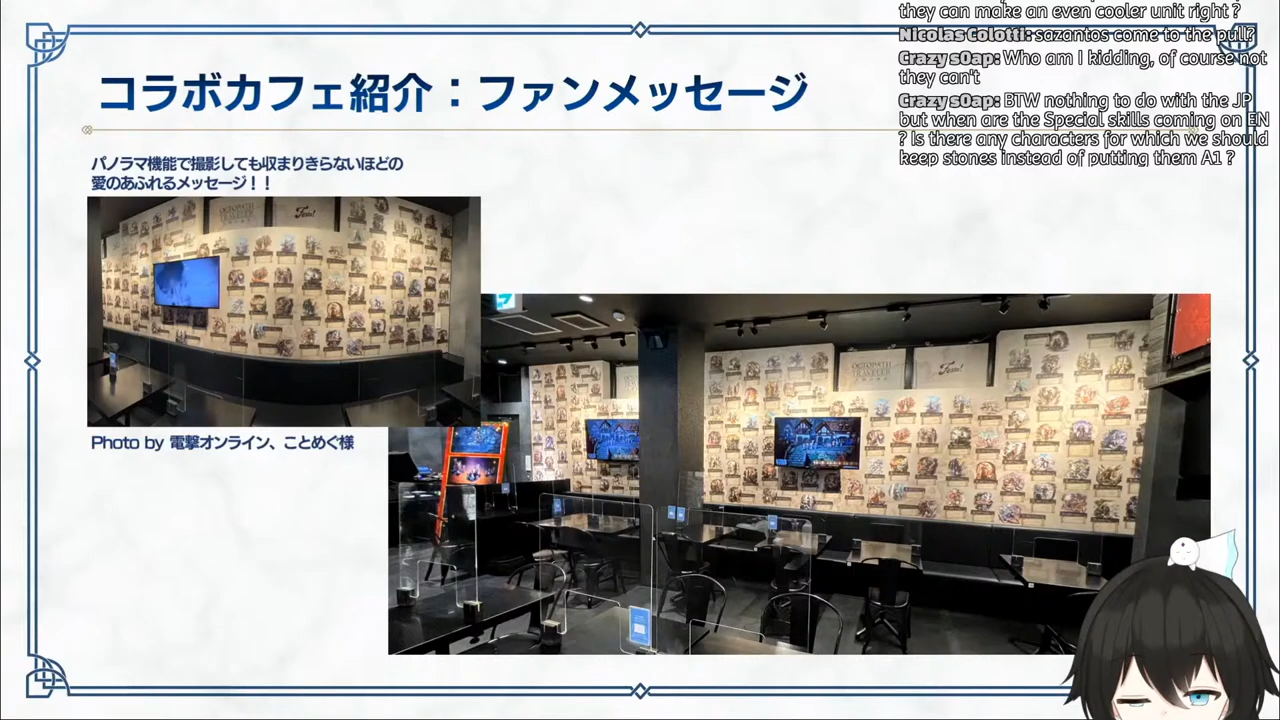 they can make an even cooler unit right ?
Nicolas Colotti: sazantos come to the pull?
Crazy s0ap: Who am I kidding, of course not
they can't
Crazy s0ap: BTW nothing to do with the JP
but when are the Special skills coming on EN
? Is there any characters for which we should
keep stones instead of putting them A1 ?
コラボカフェ紹介：ファンメッセージ
パノラマ機能で撮影しても収まりきらないほどの
愛のあふれるメッセージ！！
OCTOPATH
TRAVELER
Photo by 電撃オンライン、ことめぐ様
OCTOPATH
TRAVELER